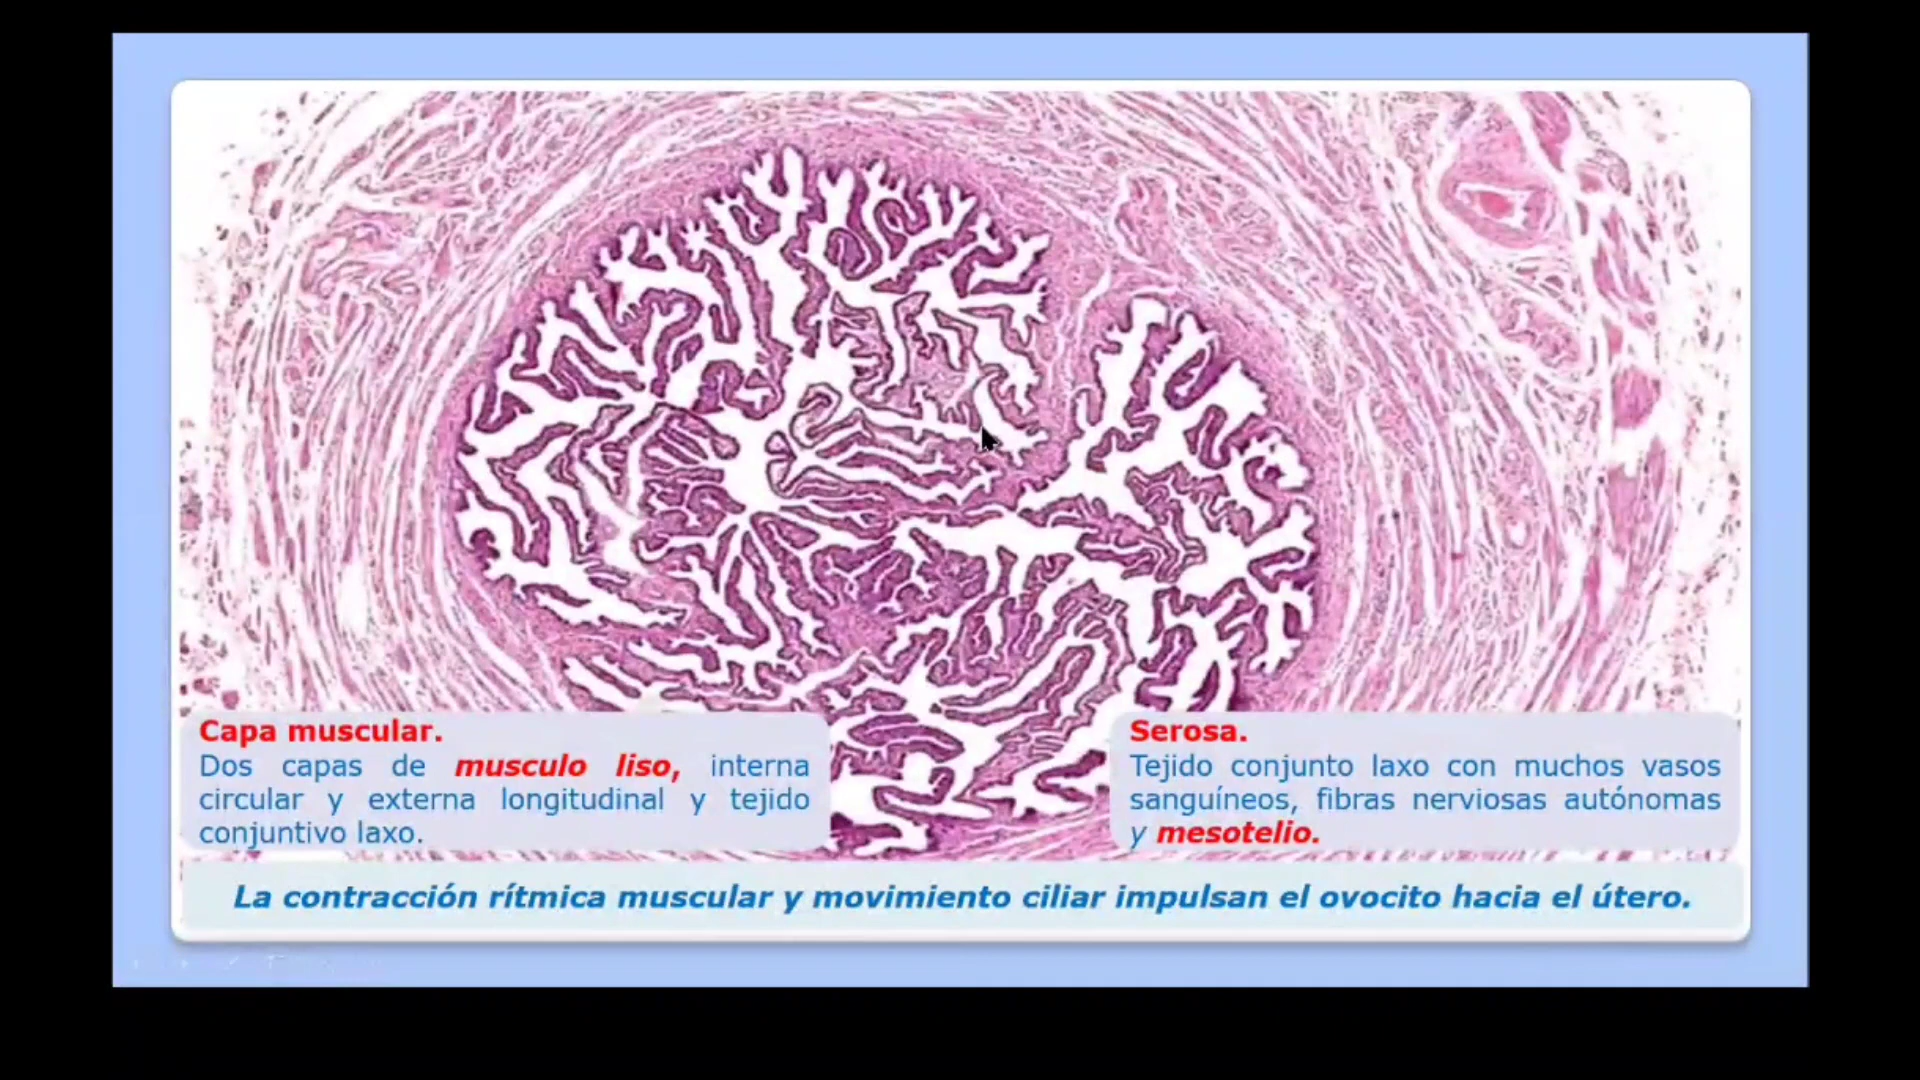 Capa muscular.
Dos capas de musculo liso, interna
circular y externa longitudinal y tejido
conjuntivo laxo.
Serosa.
Tejido conjunto laxo con muchos vasos
sanguíneos, fibras nerviosas autónomas
y mesotelio.
La contracción rítmica muscular y movimiento ciliar impulsan el ovocito hacia el útero.